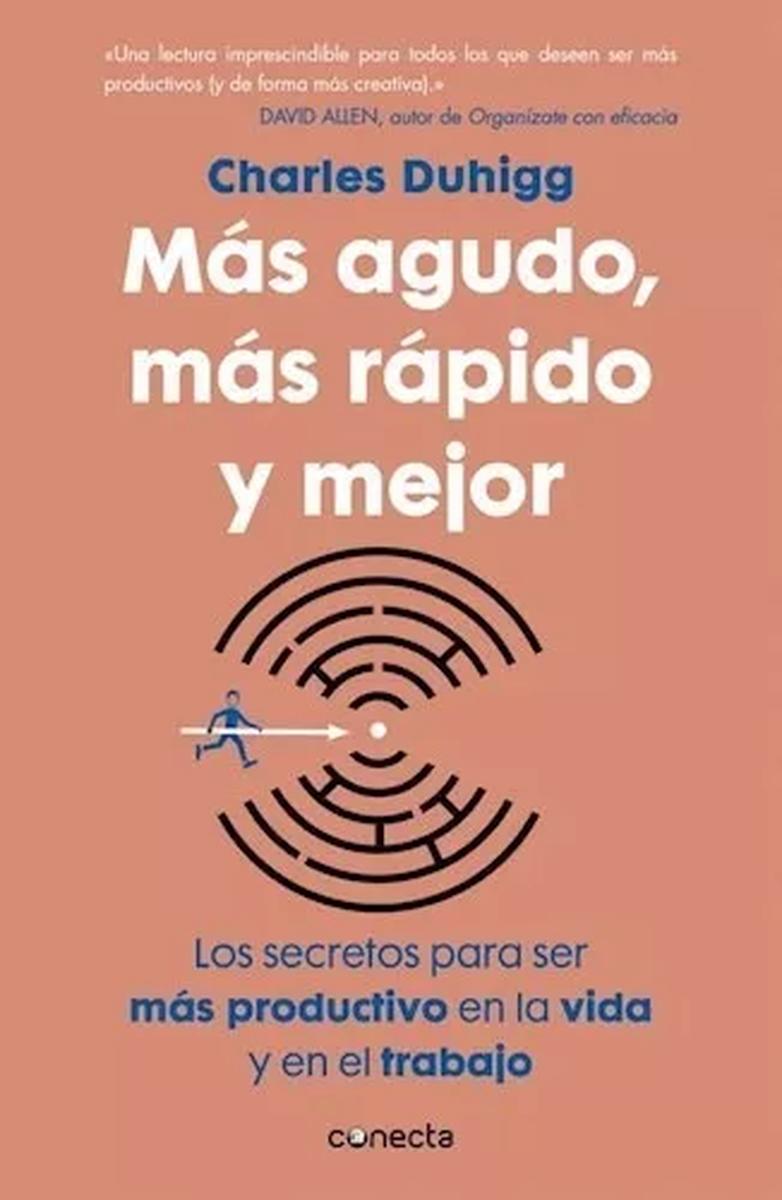 «Una lectura imprescindible para todos los que deseen ser más
productivos (y de forma más creativa).»
DAVID ALLEN, autor de Organízate con eficacia
Charles Duhigg
Más agudo,
más rápido
y mejor
Los secretos para ser
más productivo en la vida
y en el trabajo
conecta